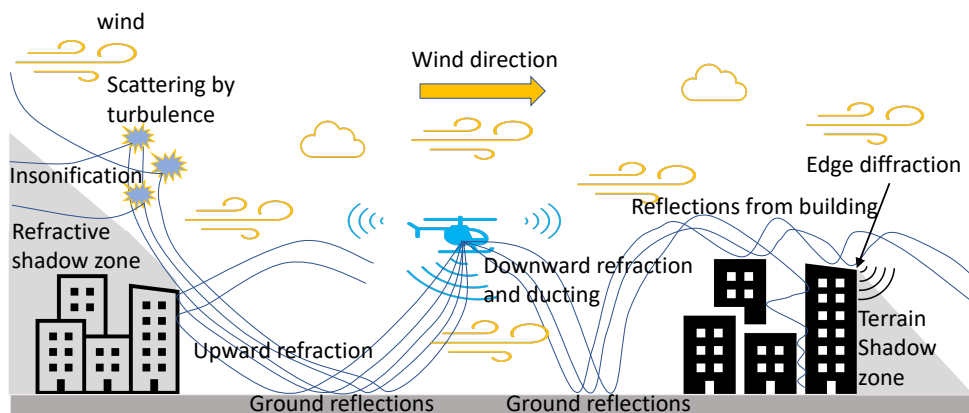 wind
Wind direction
Scattering by
turbulence
Edge diffraction
Insonification
Reflections from building
Refractive
shadow zone
Downward refraction
and ducting
Terrain
Shadow
zone
Upward refraction
Ground reflections
Ground reflections